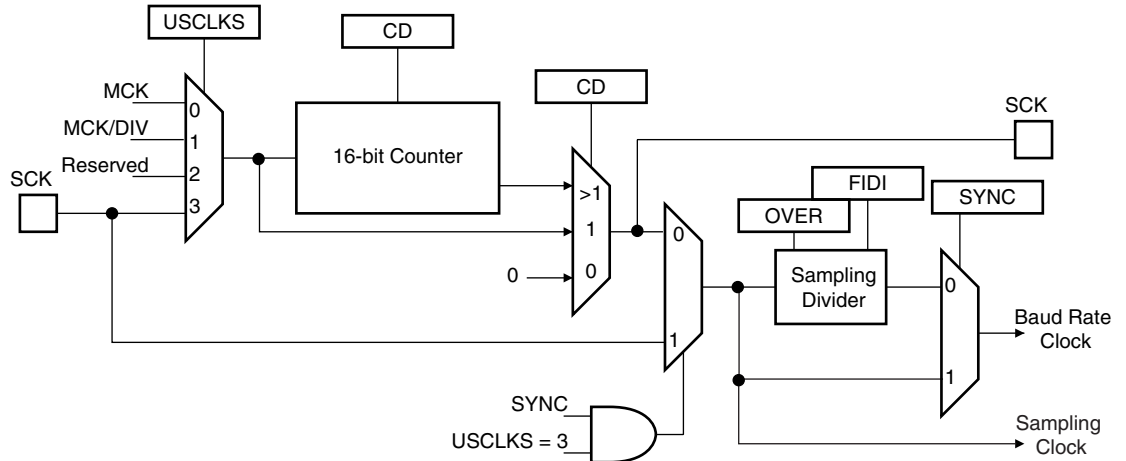 USCLKS
CD
CD
MCK
0
MCK/DIV
1
Reserved
2
SCK
3
16-bit Counter
>1
1
0
0
SCK
FIDI
OVER
SYNC
0
Sampling
Divider
0
Baud Rate
Clock
1
1
SYNC
USCLKS = 3
Sampling
Clock